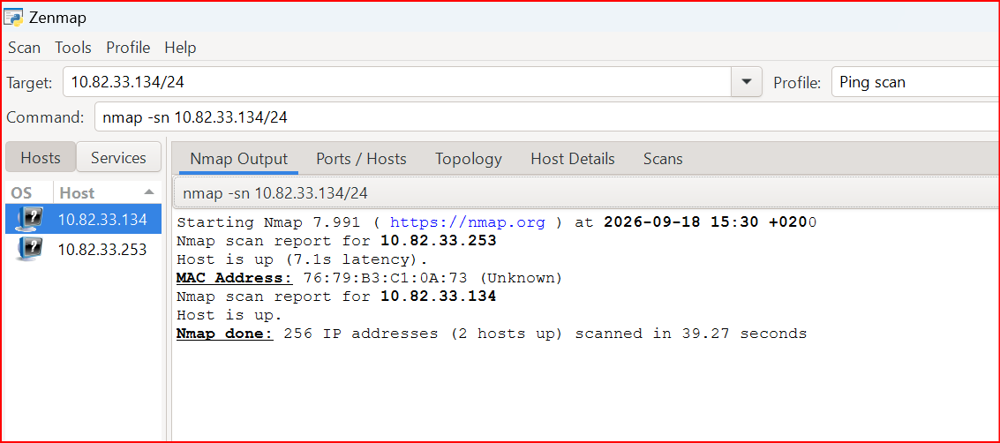 Zenmap
Scan Tools Profile Help
Target: 10.82.33.134/24 Profile: Ping scan
Command: nmap -sn 10.82.33.134/24
Hosts Services
Nmap Output Ports / Hosts Topology Host Details Scans
OS Host
nmap -sn 10.82.33.134/24
10.82.33.134
10.82.33.253
Starting Nmap 7.991 ( https://nmap.org ) at 2026-09-18 15:30 +0200
Nmap scan report for 10.82.33.253
Host is up (7.1s latency).
MAC Address: 76:79:B3:C1:0A:73 (Unknown)
Nmap scan report for 10.82.33.134
Host is up.
Nmap done: 256 IP addresses (2 hosts up) scanned in 39.27 seconds